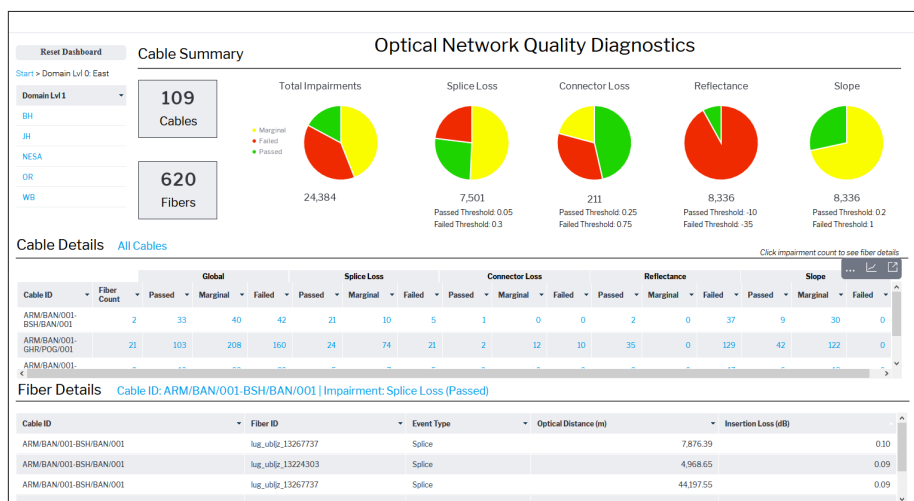 Optical Network Quality Diagnostics
Reset Dashboard
Cable Summary
Start > Domain Lvl 0: East
Domain Lvl 1
BH
JH
NESA
OR
WB
109
Cables
620
Fibers
Total Impairments
Marginal
Failed
Passed
24,384
Splice Loss
7,501
Passed Threshold: 0.05
Failed Threshold: 0.3
Connector Loss
211
Passed Threshold: 0.25
Failed Threshold: 0.75
Reflectance
8,336
Passed Threshold: -10
Failed Threshold: -35
Slope
8,336
Passed Threshold: 0.2
Failed Threshold: 1
Cable Details All Cables
Click impairment count to see fiber details
Global Splice Loss Connector Loss Reflectance Slope
Cable ID Fiber Count Passed Marginal Failed Passed Marginal Failed Passed Marginal Failed Passed Marginal Failed Passed Marginal Failed
ARM/BAN/001-
BSH/BAN/001 2 33 40 42 21 10 5 1 0 0 2 0 37 9 30 0
ARM/BAN/001-
GHR/POG/001 21 103 208 160 24 74 21 2 12 10 35 0 129 42 122 0
ARM/BAN/001-
Fiber Details Cable ID: ARM/BAN/001-BSH/BAN/001 | Impairment: Splice Loss (Passed)
Cable ID Fiber ID Event Type Optical Distance (m) Insertion Loss (dB)
ARM/BAN/001-BSH/BAN/001 lug_ubljz_13267737 Splice 7,876.39 0.10
ARM/BAN/001-BSH/BAN/001 lug_ubljz_13224303 Splice 4,968.65 0.09
ARM/BAN/001-BSH/BAN/001 lug_ubljz_13267737 Splice 44,197.55 0.09